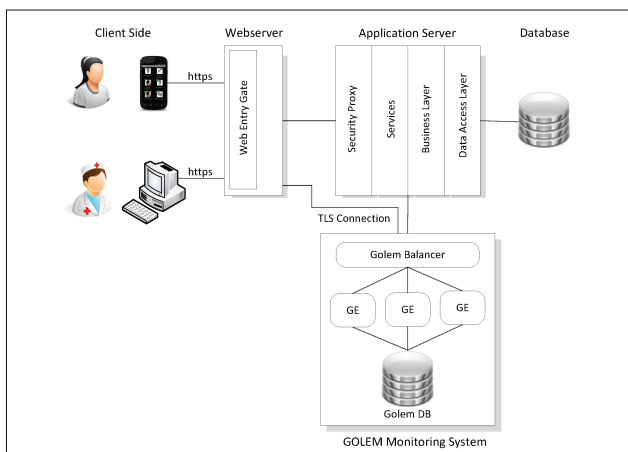 Client Side
Webserver
Application Server
Database
https
https
Web Entry Gate
Security Proxy
Services
Business Layer
Data Access Layer
TLS Connection
Golem Balancer
GE
GE
GE
Golem DB
GOLEM Monitoring System